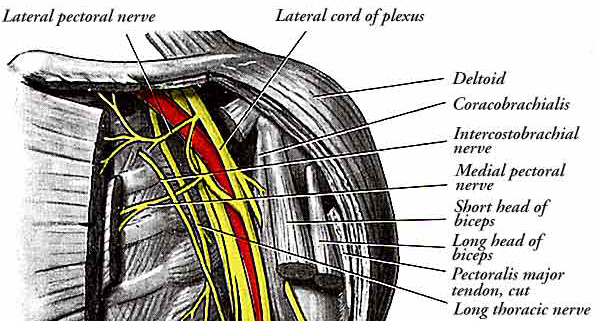 Lateral pectoral nerve
Lateral cord of plexus
Deltoid
Coracobrachialis
Intercostobrachial
nerve
Medial pectoral
nerve
Short head of
biceps
Long head of
biceps
Pectoralis major
tendon, cut
Long thoracic nerve